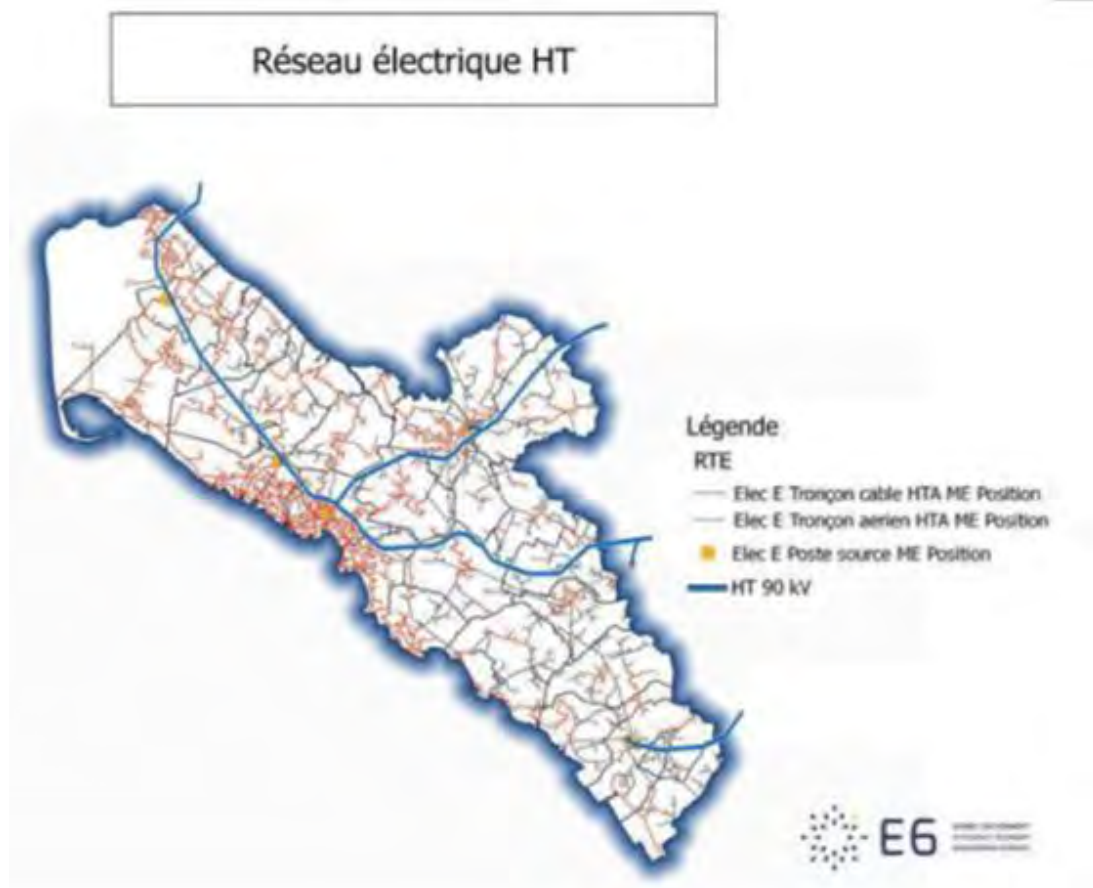 Réseau électrique HT
Légende
RTE
Elec E Tronçon cable HTA ME Position
Elec E Tronçon aerien HTA ME Position
Elec E Poste source ME Position
HT 90 kV
E6